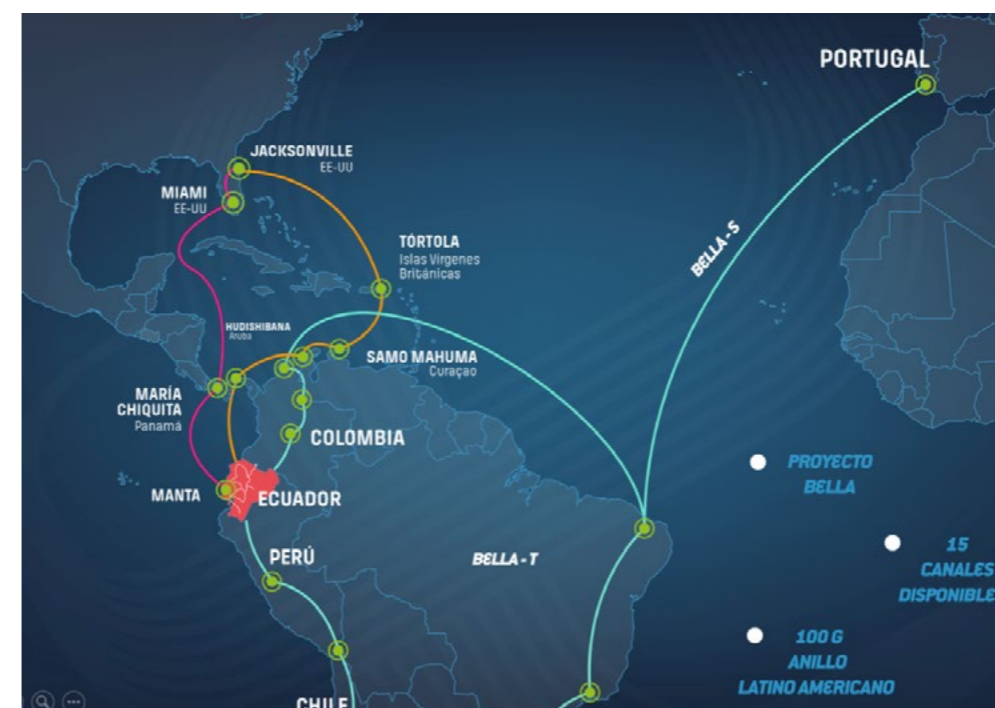 PORTUGAL
JACKSONVILLE
EE-UU
MIAMI
EE-UU
TÓRTOLA
Islas Vírgenes
Británicas
BELLA - S
HUDISHIBANA
Aruba
SAMO MAHUMA
Curaçao
MARÍA
CHIQUITA
Panamá
COLOMBIA
MANTA
ECUADOR
PERÚ
BELLA - T
CHILE
PROYECTO
BELLA
15
CANALES
DISPONIBLE
100 G
ANILLO
LATINO AMERICANO